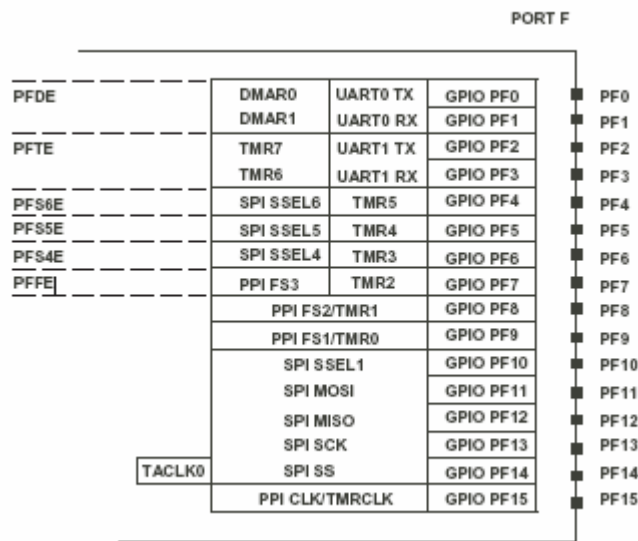 PORT F
PFDE DMAR0 UART0 TX GPIO PF0 PF0
DMAR1 UART0 RX GPIO PF1 PF1
PFTE TMR7 UART1 TX GPIO PF2 PF2
TMR6 UART1 RX GPIO PF3 PF3
PFS6E SPI SSEL6 TMR5 GPIO PF4 PF4
PFS5E SPI SSEL5 TMR4 GPIO PF5 PF5
PFS4E SPI SSEL4 TMR3 GPIO PF6 PF6
PFFE PPI FS3 TMR2 GPIO PF7 PF7
PPI FS2/TMR1 GPIO PF8 PF8
PPI FS1/TMR0 GPIO PF9 PF9
SPI SSEL1 GPIO PF10 PF10
SPI MOSI GPIO PF11 PF11
SPI MISO GPIO PF12 PF12
SPI SCK GPIO PF13 PF13
TACLK0 SPI SS GPIO PF14 PF14
PPI CLK/TMRCLK GPIO PF15 PF15